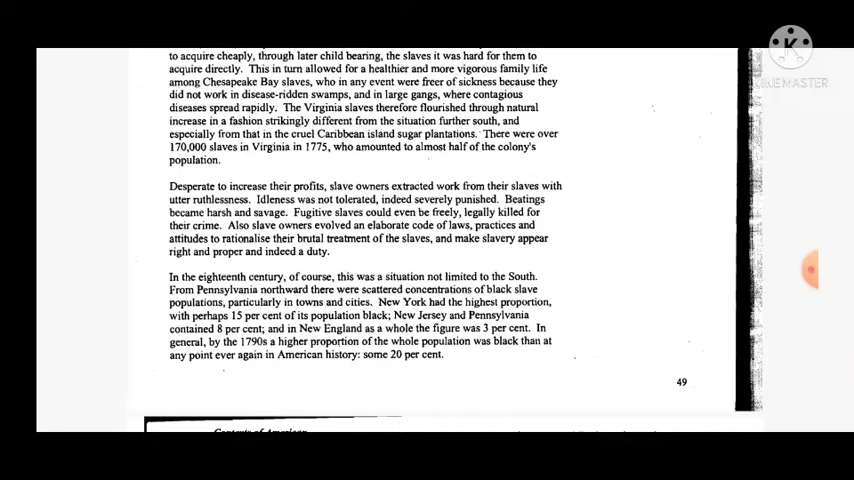 to acquire cheaply, through later child bearing, the slaves it was hard for them to
acquire directly. This in turn allowed for a healthier and more vigorous family life
among Chesapeake Bay slaves, who in any event were freer of sickness because they
did not work in disease-ridden swamps, and in large gangs, where contagious
diseases spread rapidly. The Virginia slaves therefore flourished through natural
increase in a fashion strikingly different from the situation further south, and
especially from that in the cruel Caribbean island sugar plantations. There were over
170,000 slaves in Virginia in 1775, who amounted to almost half of the colony's
population.
Desperate to increase their profits, slave owners extracted work from their slaves with
utter ruthlessness. Idleness was not tolerated, indeed severely punished. Beatings
became harsh and savage. Fugitive slaves could even be freely, legally killed for
their crime. Also slave owners evolved an elaborate code of laws, practices and
attitudes to rationalise their brutal treatment of the slaves, and make slavery appear
right and proper and indeed a duty.
In the eighteenth century, of course, this was a situation not limited to the South.
From Pennsylvania northward there were scattered concentrations of black slave
populations, particularly in towns and cities. New York had the highest proportion,
with perhaps 15 per cent of its population black; New Jersey and Pennsylvania
contained 8 per cent; and in New England as a whole the figure was 3 per cent. In
general, by the 1790s a higher proportion of the whole population was black than at
any point ever again in American history: some 20 per cent.
49
Contexts of American
KINEMASTER